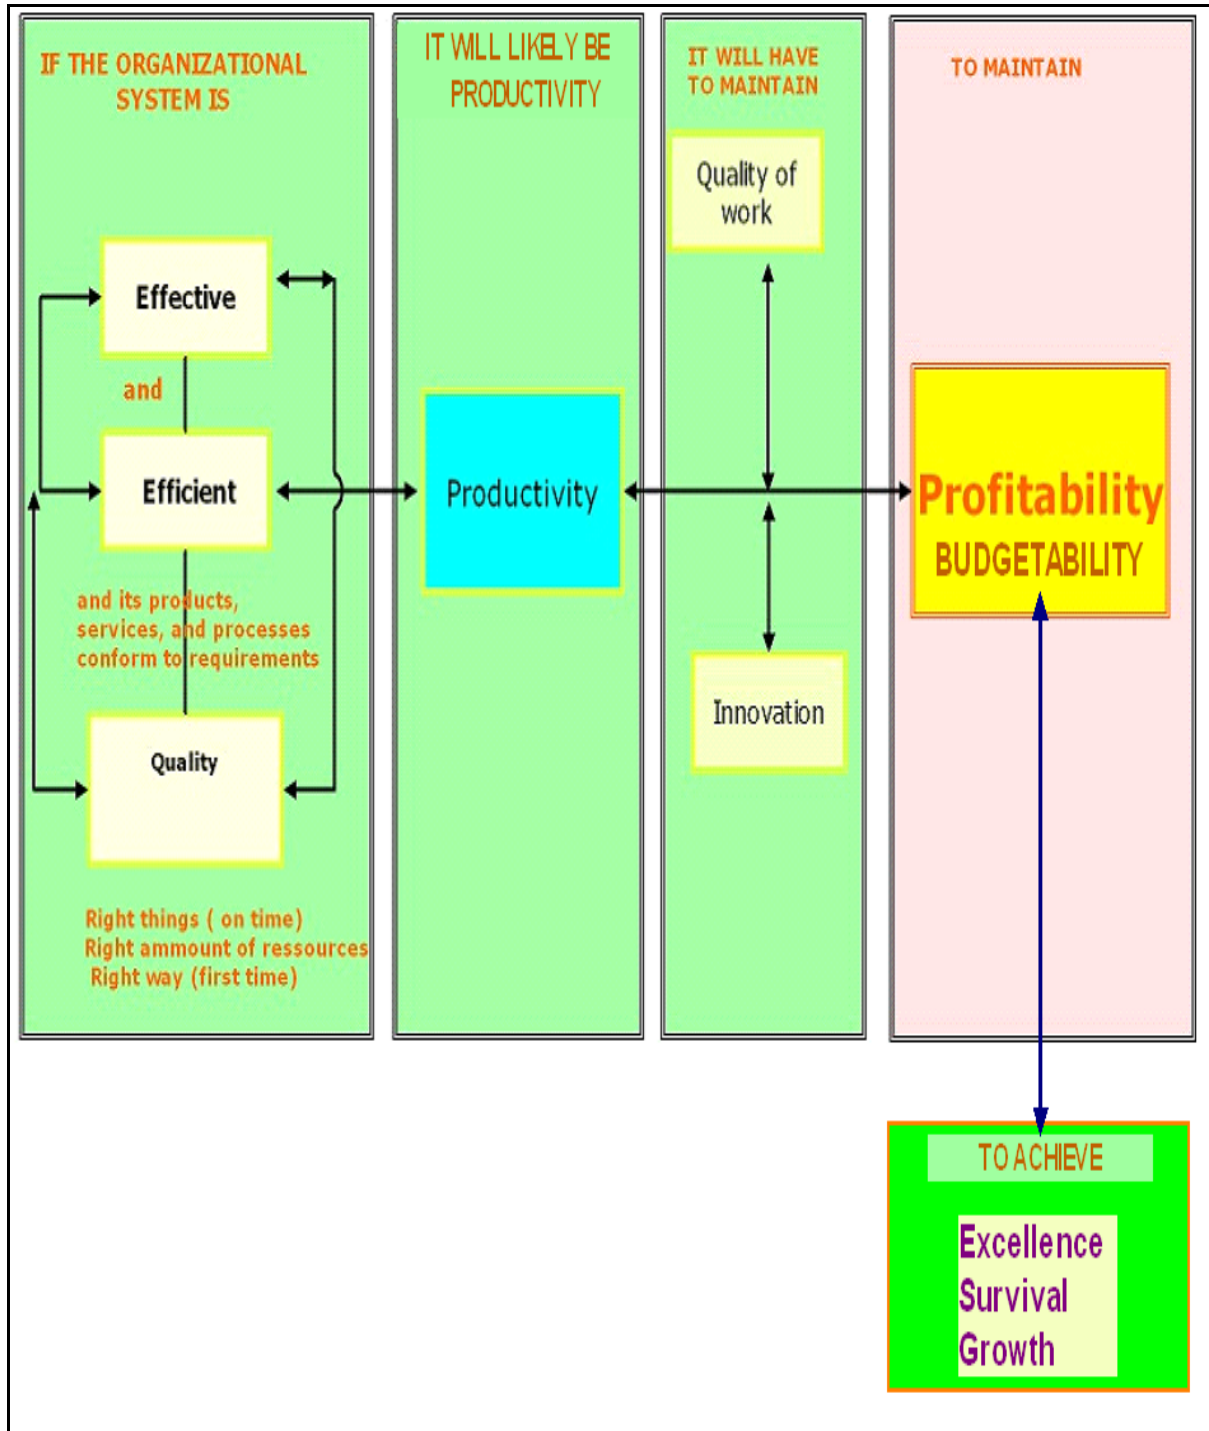 IF THE ORGANIZATIONAL
SYSTEM IS
Effective
and
Efficient
and its products,
services, and processes
conform to requirements
Quality
Right things ( on time)
Right ammount of ressources
Right way (first time)
IT WILL LIKELY BE
PRODUCTIVITY
Productivity
IT WILL HAVE
TO MAINTAIN
Quality of
work
Innovation
TO MAINTAIN
Profitability
BUDGETABILITY
TO ACHIEVE
Excellence
Survival
Growth